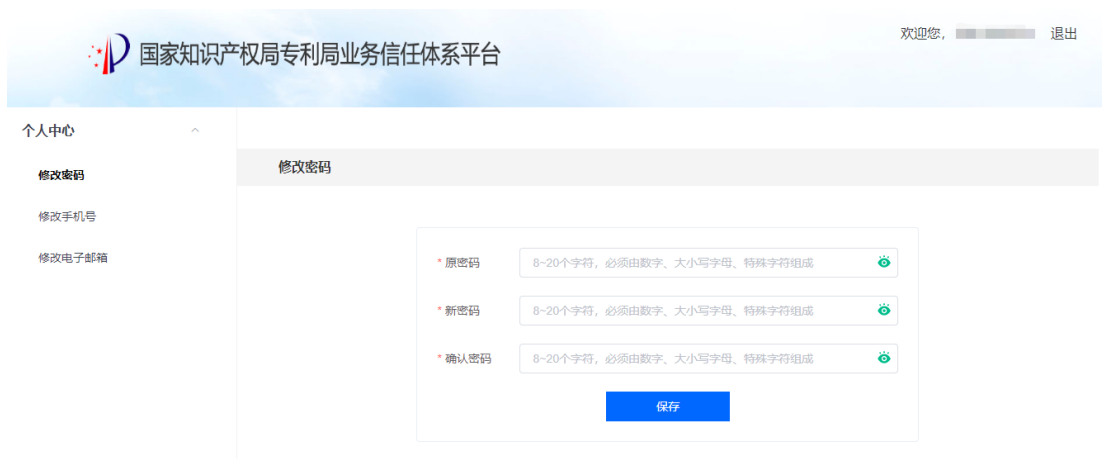 国家知识产权局专利局业务信任体系平台
欢迎您，
退出
个人中心
修改密码
修改手机号
修改电子邮箱
修改密码
* 原密码
8~20个字符，必须由数字、大小写字母、特殊字符组成
* 新密码
8~20个字符，必须由数字、大小写字母、特殊字符组成
* 确认密码
8~20个字符，必须由数字、大小写字母、特殊字符组成
保存